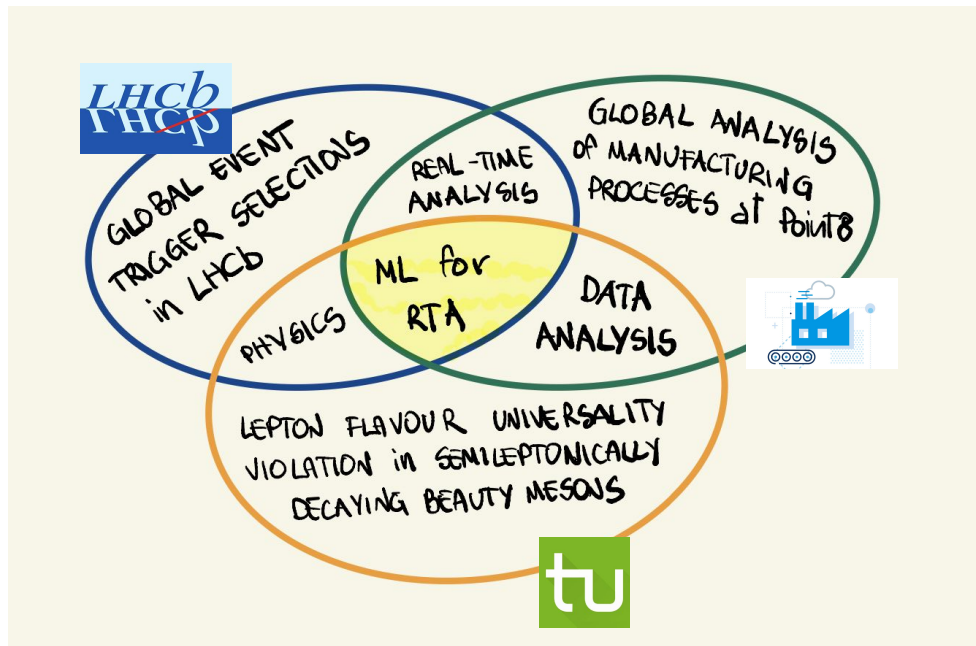 LHCb
LHCb
GLOBAL EVENT
TRIGGER SELECTIONS
in LHCb
REAL-TIME
ANALYSIS
GLOBAL ANALYSIS
of MANUFACTURING
PROCESSES at Point8
ML for
RTA
PHYSICS
DATA
ANALYSIS
LEPTON FLAVOUR UNIVERSALITY
VIOLATION in SEMILEPTONICALLY
DECAYING BEAUTY MESONS
tu